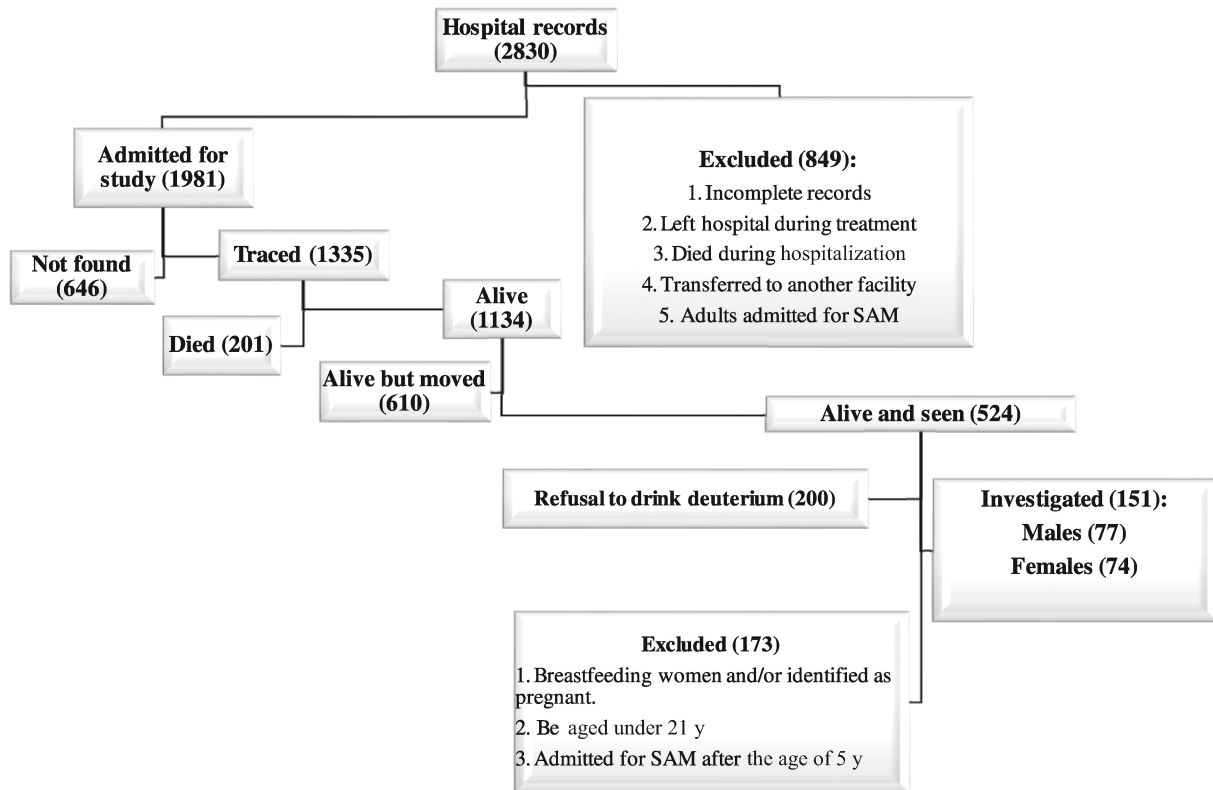 Hospital records
(2830)
Excluded (849):
1. Incomplete records
2. Left hospital during treatment
3. Died during hospitalization
4. Transferred to another facility
5. Adults admitted for SAM
Admitted for
study (1981)
Not found
(646)
Traced (1335)
Died (201)
Alive
(1134)
Alive but moved
(610)
Alive and seen (524)
Refusal to drink deuterium (200)
Investigated (151):
Males (77)
Females (74)
Excluded (173)
1. Breastfeeding women and/or identified as
pregnant.
2. Be aged under 21 y
3. Admitted for SAM after the age of 5 y